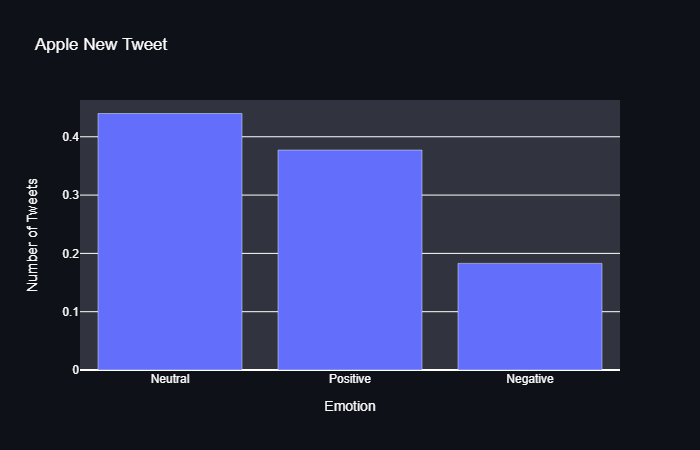 Apple New Tweet
Number of Tweets
0.4
0.3
0.2
0.1
0
Neutral
Positive
Negative
Emotion